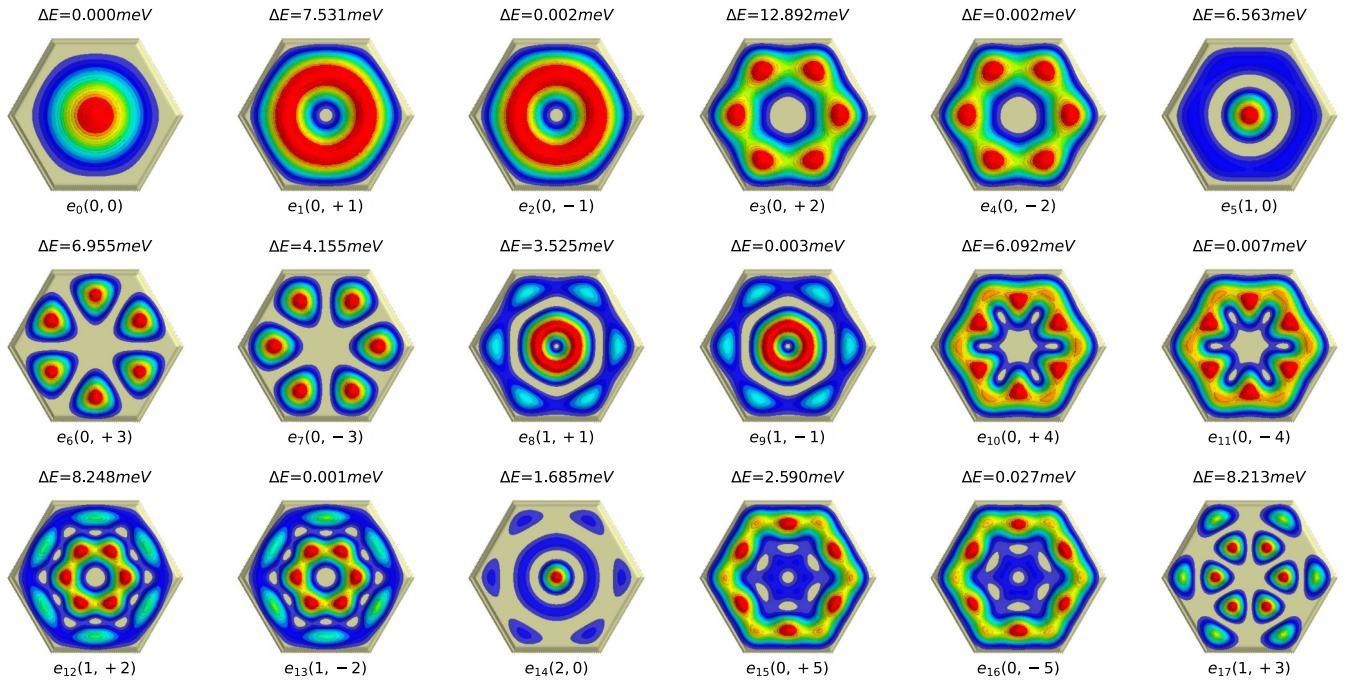 ΔE=0.000meV ΔE=7.531meV ΔE=0.002meV ΔE=12.892meV ΔE=0.002meV ΔE=6.563meV
e₀(0, 0) e₁(0, +1) e₂(0, −1) e₃(0, +2) e₄(0, −2) e₅(1, 0)
ΔE=6.955meV ΔE=4.155meV ΔE=3.525meV ΔE=0.003meV ΔE=6.092meV ΔE=0.007meV
e₆(0, +3) e₇(0, −3) e₈(1, +1) e₉(1, −1) e₁₀(0, +4) e₁₁(0, −4)
ΔE=8.248meV ΔE=0.001meV ΔE=1.685meV ΔE=2.590meV ΔE=0.027meV ΔE=8.213meV
e₁₂(1, +2) e₁₃(1, −2) e₁₄(2, 0) e₁₅(0, +5) e₁₆(0, −5) e₁₇(1, +3)